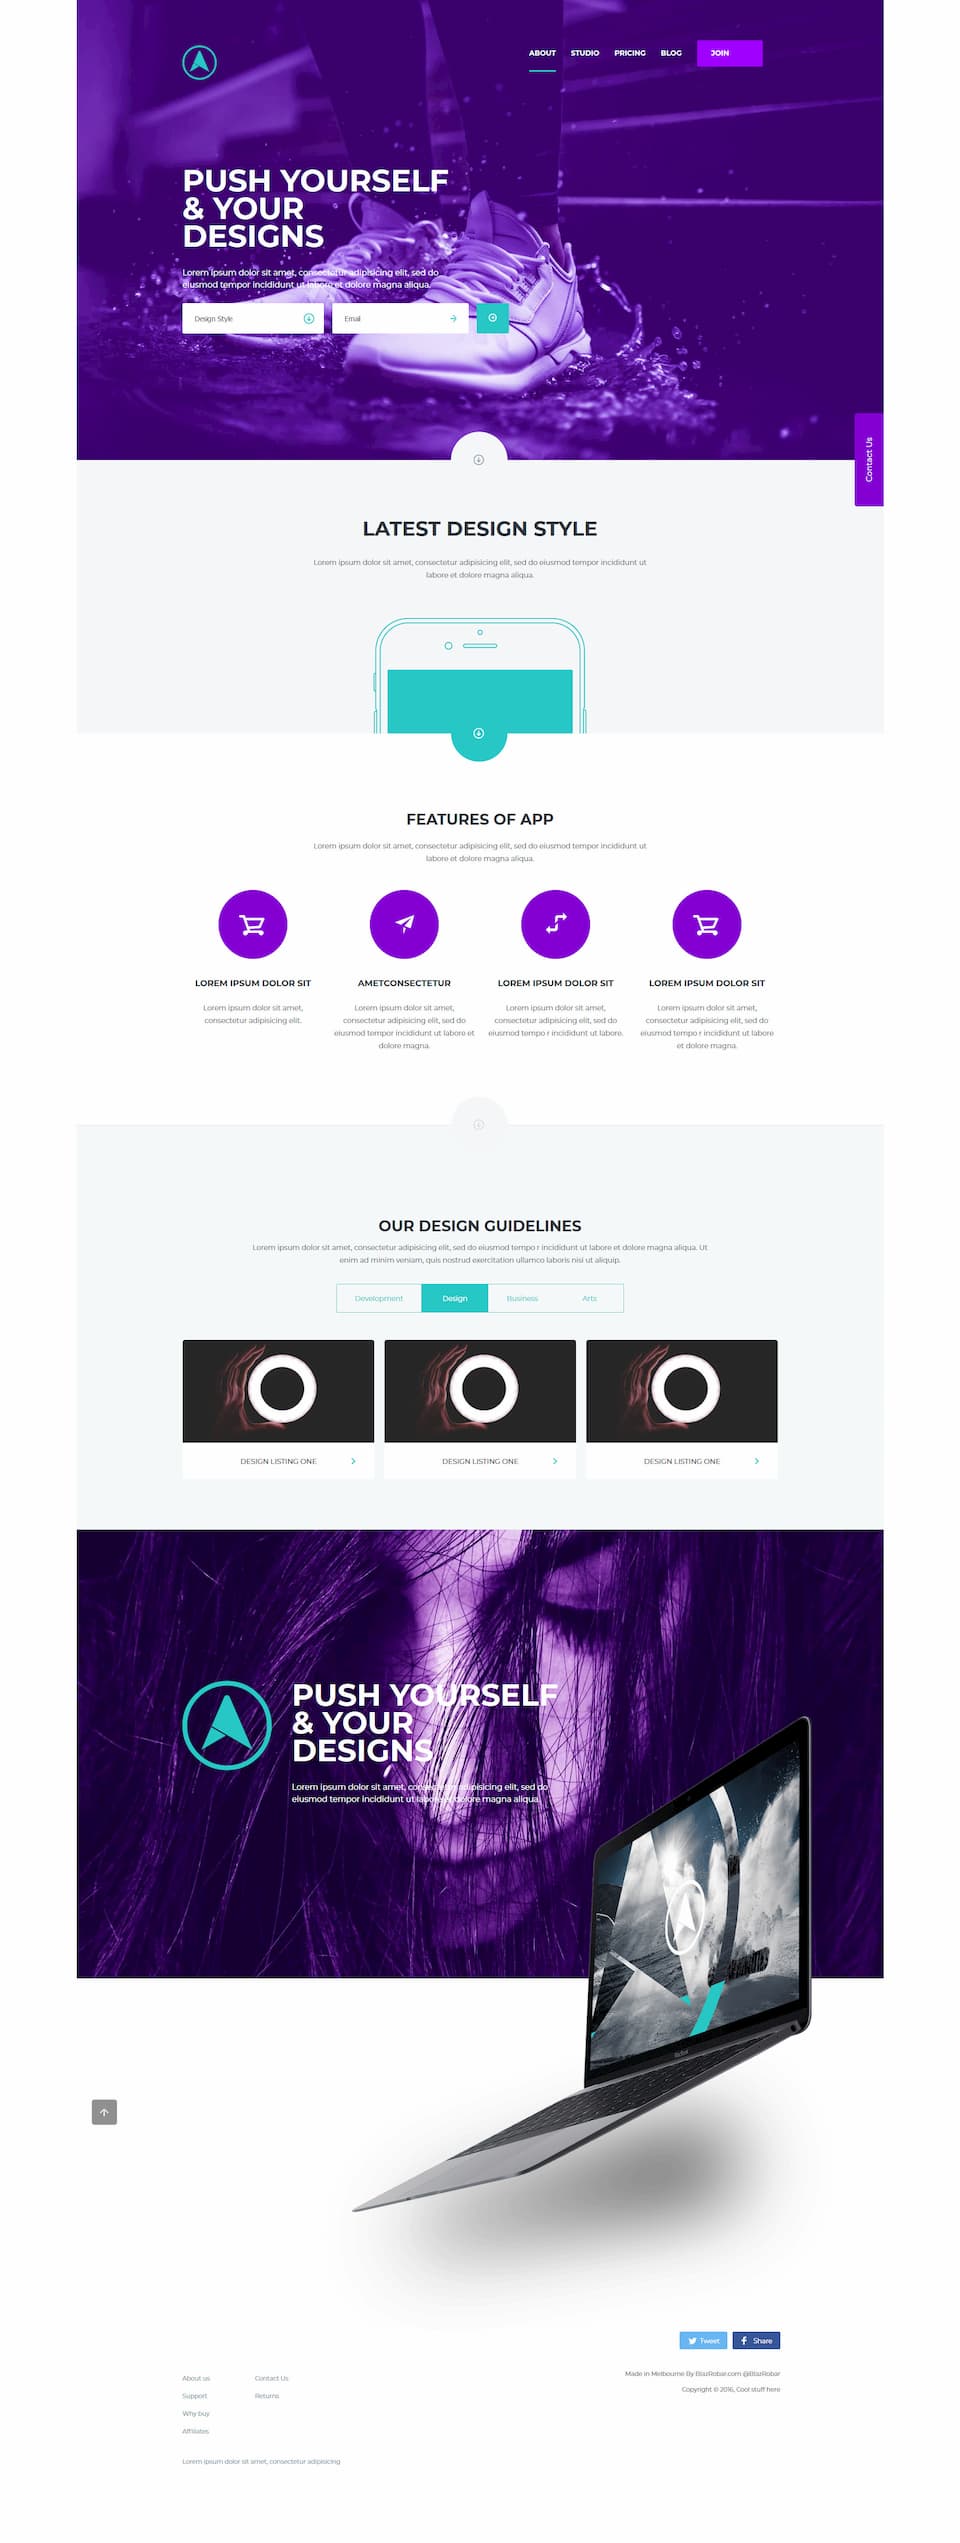 ABOUT STUDIO PRICING BLOG JOIN
PUSH YOURSELF
& YOUR
DESIGNS
Lorem ipsum dolor sit amet, consectetur adipisicing elit, sed do
eiusmod tempor incididunt ut labore et dolore magna aliqua.
Design Style
Email
Contact Us
LATEST DESIGN STYLE
Lorem ipsum dolor sit amet, consectetur adipisicing elit, sed do eiusmod tempor incididunt ut
labore et dolore magna aliqua.
FEATURES OF APP
Lorem ipsum dolor sit amet, consectetur adipisicing elit, sed do eiusmod tempor incididunt ut
labore et dolore magna aliqua.
LOREM IPSUM DOLOR SIT
Lorem ipsum dolor sit amet,
consectetur adipisicing elit.
AMETCONSECTETUR
Lorem ipsum dolor sit amet,
consectetur adipisicing elit, sed do
eiusmod tempor incididunt ut labore et
dolore magna.
LOREM IPSUM DOLOR SIT
Lorem ipsum dolor sit amet,
consectetur adipisicing elit, sed do
eiusmod tempo r incididunt ut labore.
LOREM IPSUM DOLOR SIT
Lorem ipsum dolor sit amet,
consectetur adipisicing elit, sed do
eiusmod tempo r incididunt ut labore
et dolore magna.
OUR DESIGN GUIDELINES
Lorem ipsum dolor sit amet, consectetur adipisicing elit, sed do eiusmod tempo r incididunt ut labore et dolore magna aliqua. Ut
enim ad minim veniam, quis nostrud exercitation ullamco laboris nisi ut aliquip.
Development Design Business Arts
DESIGN LISTING ONE
DESIGN LISTING ONE
DESIGN LISTING ONE
PUSH YOURSELF
& YOUR
DESIGNS
Lorem ipsum dolor sit amet, consectetur adipisicing elit, sed do
eiusmod tempor incididunt ut labore et dolore magna aliqua.
Tweet
Share
Made in Melbourne By BlazRobar.com @BlazRobar
Copyright © 2016, Cool stuff here
About us
Support
Why buy
Affiliates
Contact Us
Returns
Lorem ipsum dolor sit amet, consectetur adipisicing